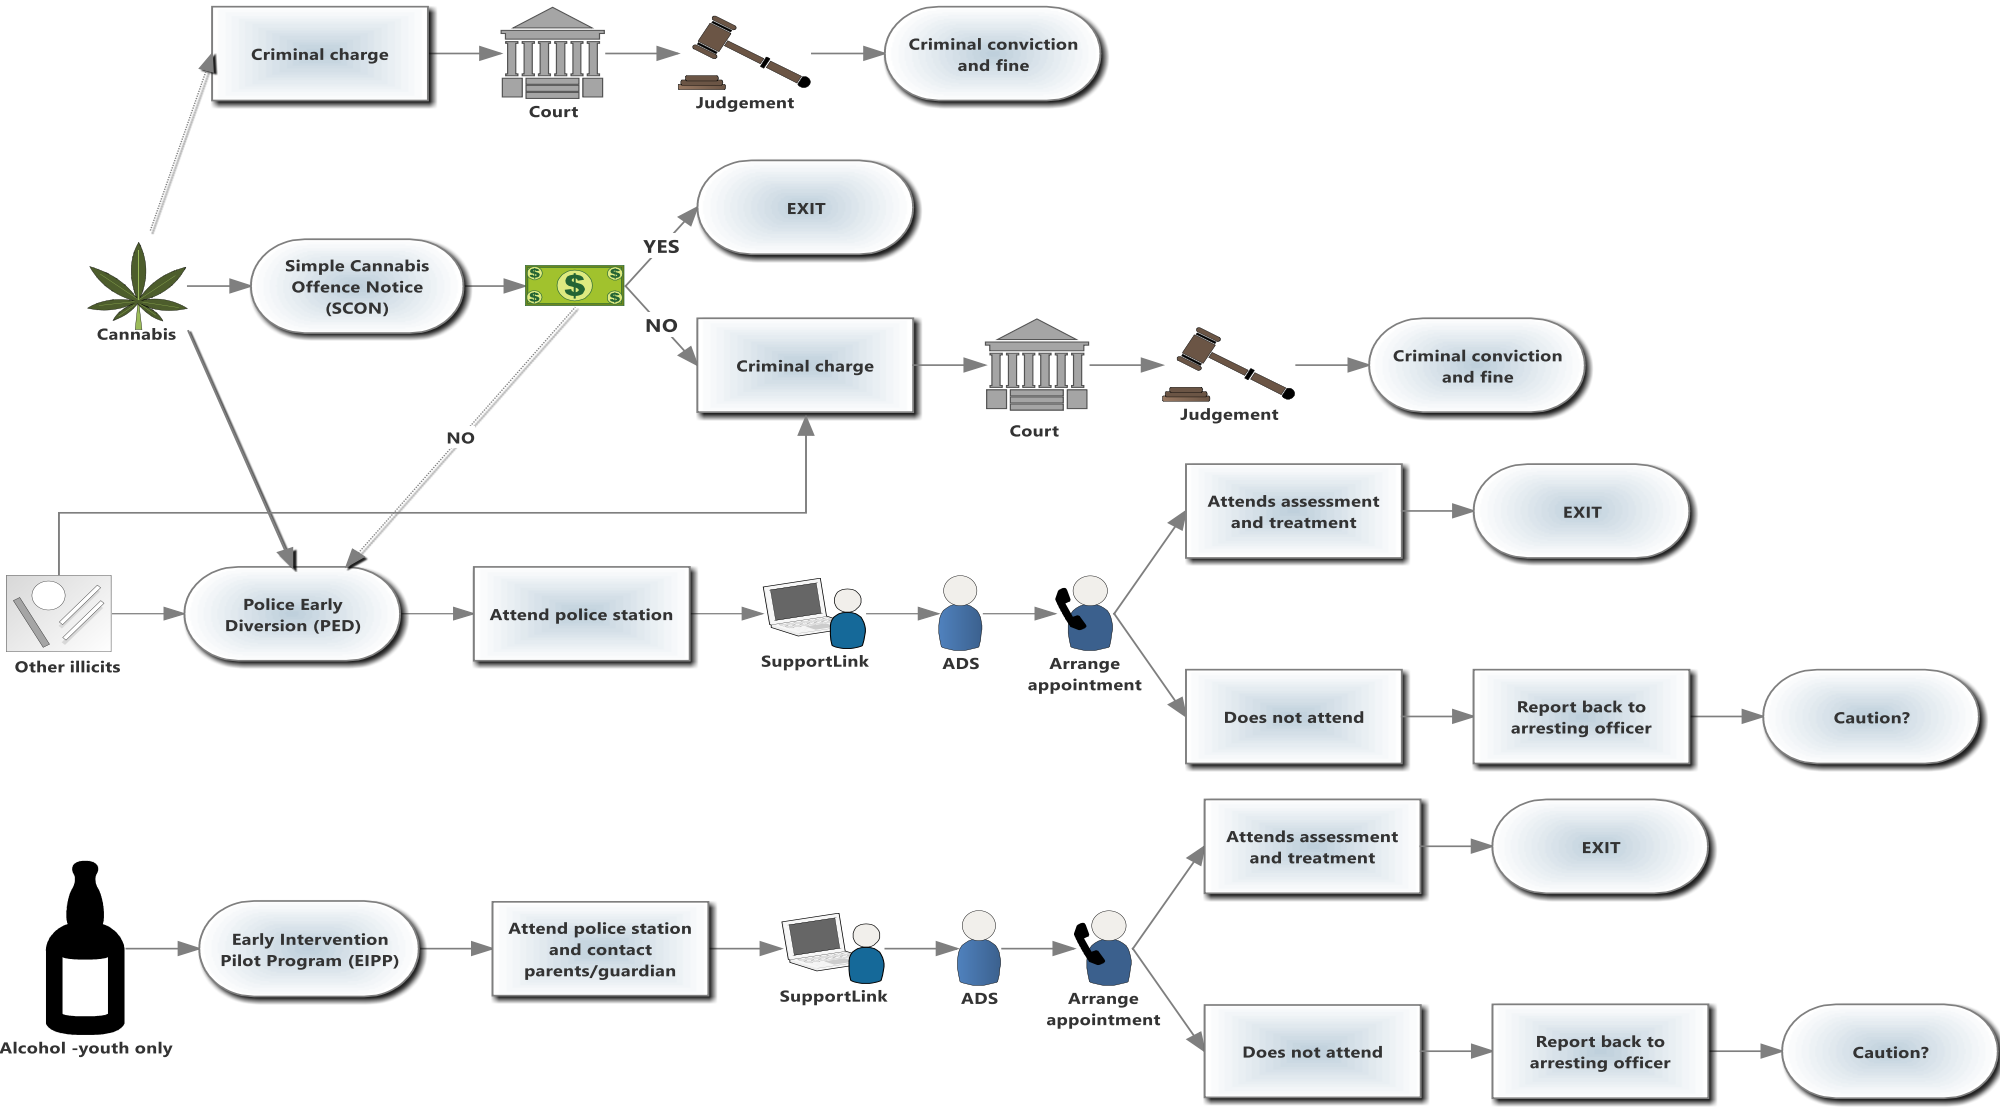 Criminal charge
Court
Judgement
Criminal conviction
and fine
EXIT
YES
Cannabis
Simple Cannabis
Offence Notice
(SCON)
$ $ $ $ $
NO
Criminal charge
Court
Judgement
Criminal conviction
and fine
NO
Attends assessment
and treatment
EXIT
Other illicits
Police Early
Diversion (PED)
Attend police station
SupportLink
ADS
Arrange
appointment
Does not attend
Report back to
arresting officer
Caution?
Attends assessment
and treatment
EXIT
Alcohol -youth only
Early Intervention
Pilot Program (EIPP)
Attend police station
and contact
parents/guardian
SupportLink
ADS
Arrange
appointment
Does not attend
Report back to
arresting officer
Caution?